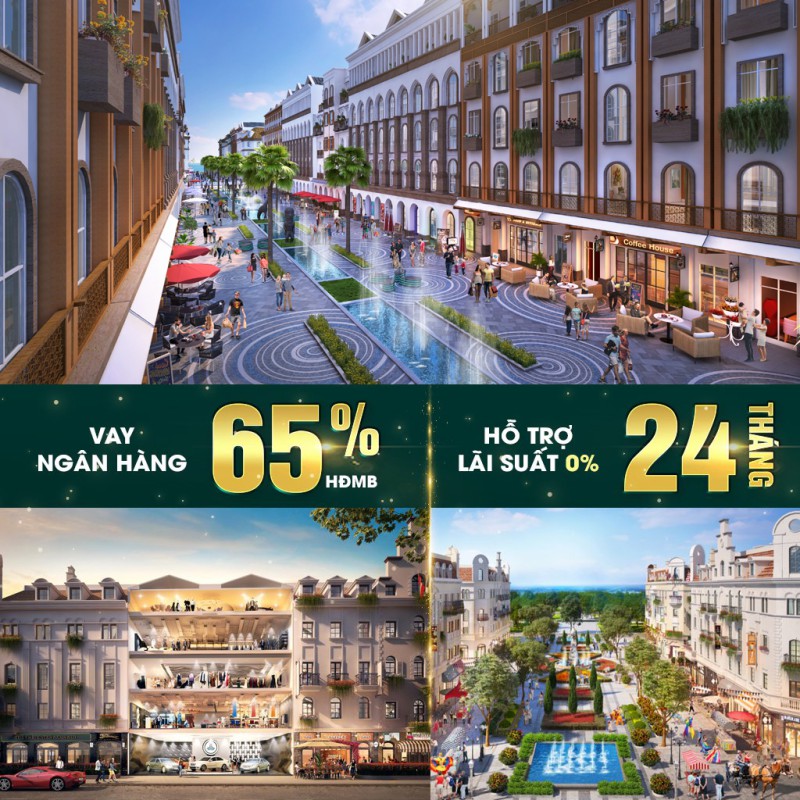 Coffee House
VAY
NGÂN HÀNG
65%
HĐMB
HỖ TRỢ
LÃI SUẤT 0%
24
THÁNG